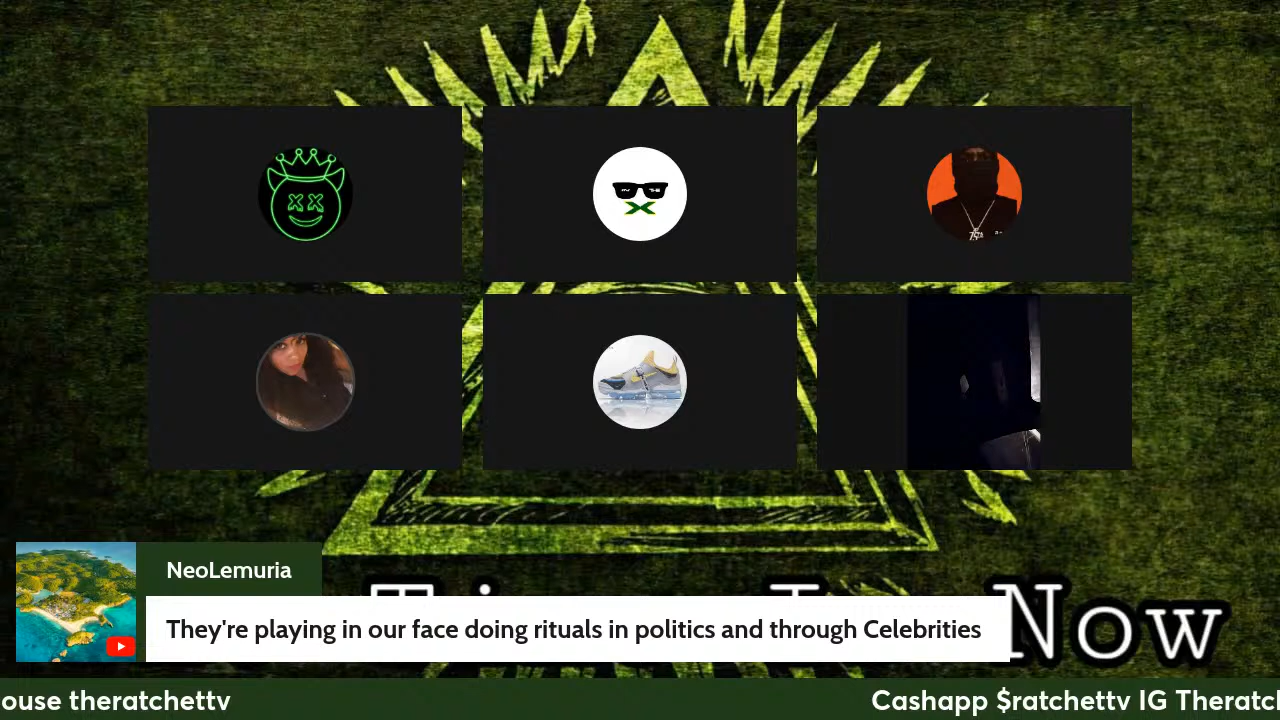 NeoLemuria
They're playing in our face doing rituals in politics and through Celebrities
Now
ouse theratchettv
Cashapp $ratchettv IG Theratch